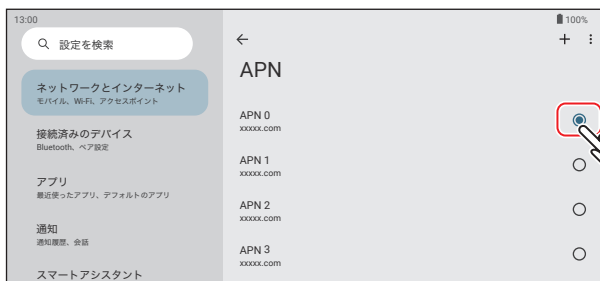 13:00
100%
設定を検索
ネットワークとインターネット
モバイル、Wi-Fi、アクセスポイント
接続済みのデバイス
Bluetooth、ペア設定
アプリ
最近使ったアプリ、デフォルトのアプリ
通知
通知履歴、会話
スマートアシスタント
APN
APN 0
xxxxx.com
APN 1
xxxxx.com
APN 2
xxxxx.com
APN 3
xxxxx.com